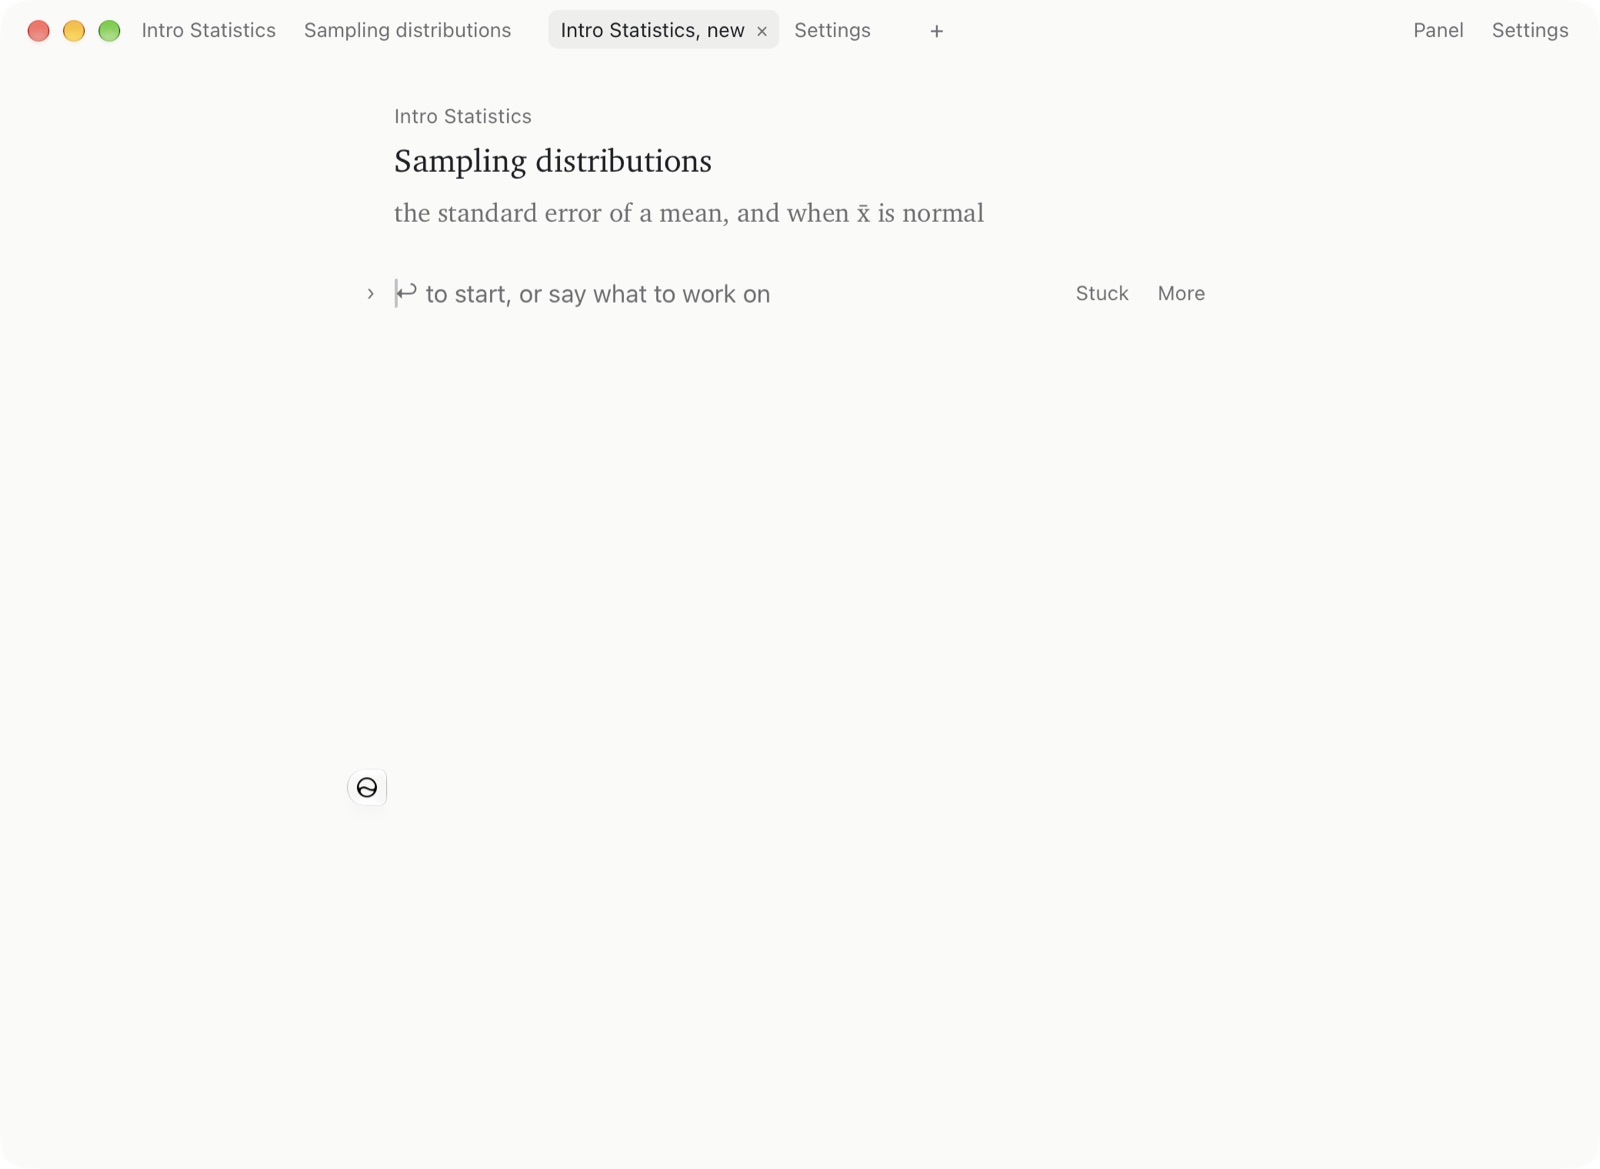 Intro Statistics Sampling distributions Intro Statistics, new × Settings + Panel Settings
Intro Statistics
Sampling distributions
the standard error of a mean, and when x̄ is normal
› ↩ to start, or say what to work on Stuck More